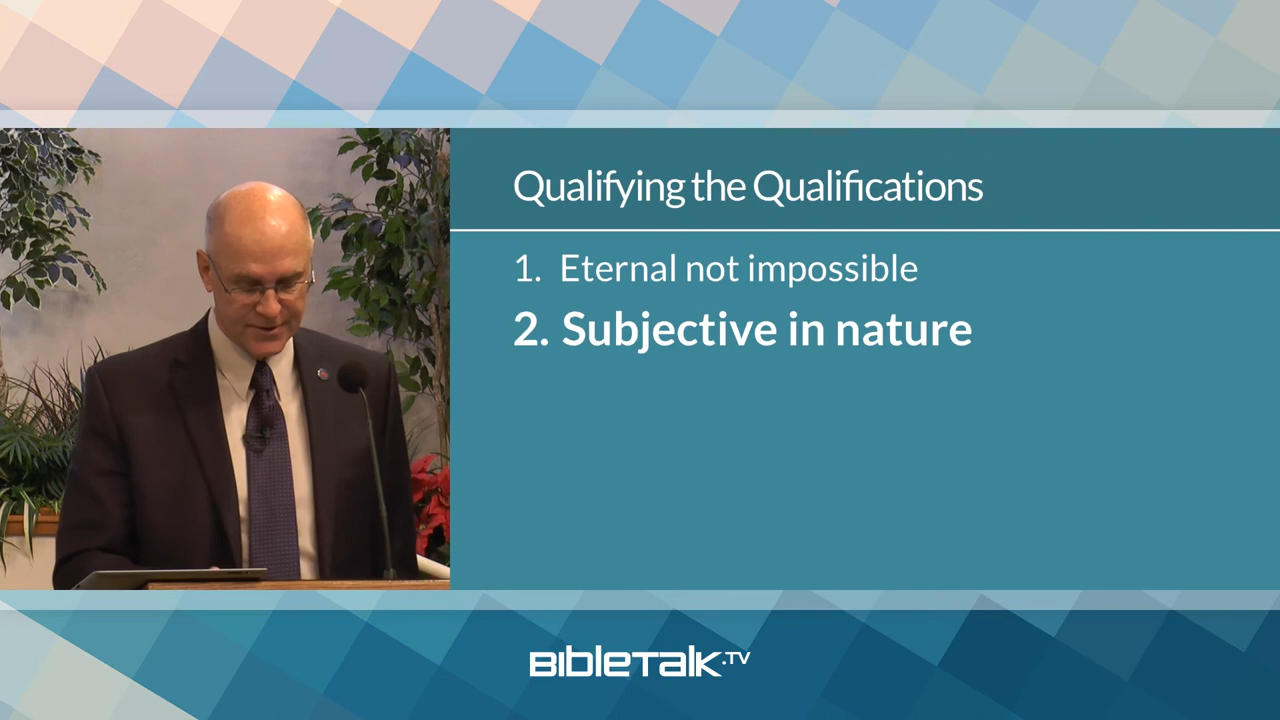 Qualifying the Qualifications
1. Eternal not impossible
2. Subjective in nature
BIBLETALK.TV